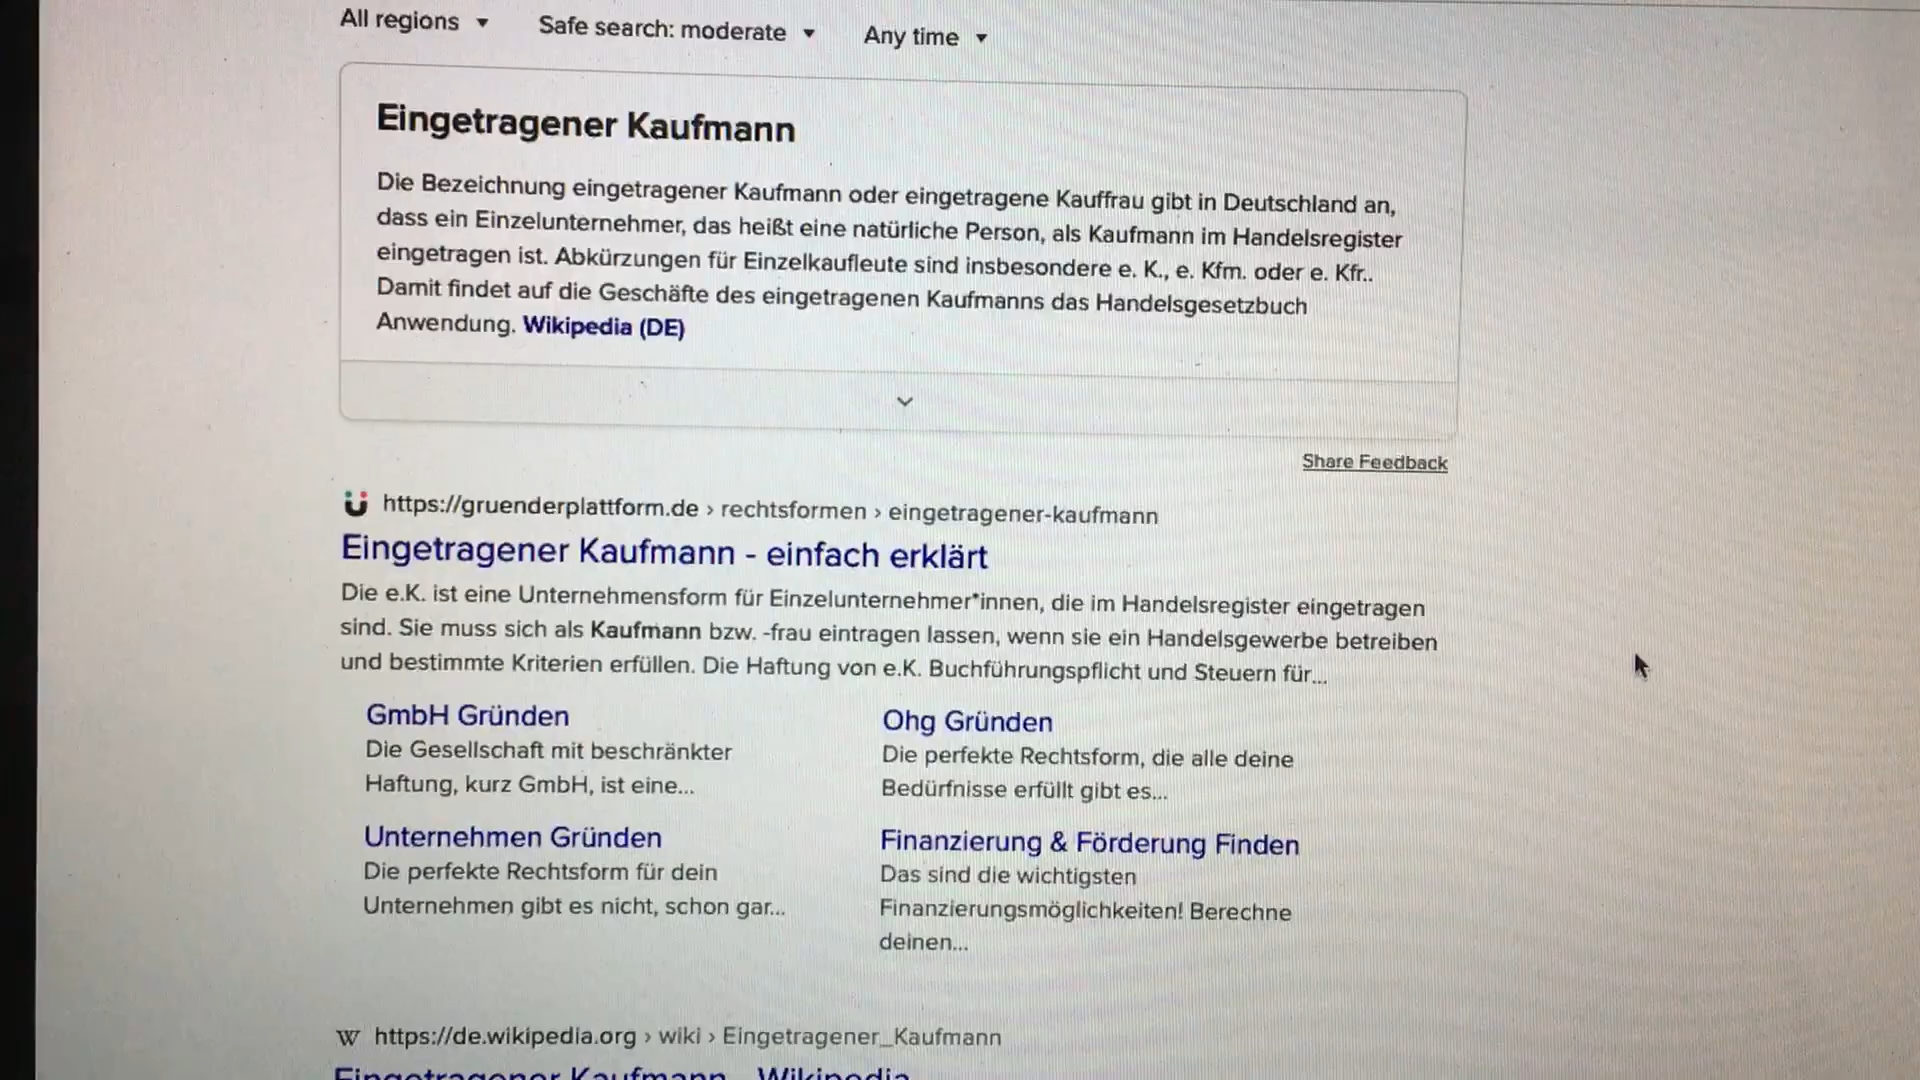 All regions Safe search: moderate Any time
Eingetragener Kaufmann
Die Bezeichnung eingetragener Kaufmann oder eingetragene Kauffrau gibt in Deutschland an,
dass ein Einzelunternehmer, das heißt eine natürliche Person, als Kaufmann im Handelsregister
eingetragen ist. Abkürzungen für Einzelkaufleute sind insbesondere e. K., e. Kfm. oder e. Kfr..
Damit findet auf die Geschäfte des eingetragenen Kaufmanns das Handelsgesetzbuch
Anwendung. Wikipedia (DE)
Share Feedback
https://gruenderplattform.de › rechtsformen › eingetragener-kaufmann
Eingetragener Kaufmann - einfach erklärt
Die e.K. ist eine Unternehmensform für Einzelunternehmer*innen, die im Handelsregister eingetragen
sind. Sie muss sich als Kaufmann bzw. -frau eintragen lassen, wenn sie ein Handelsgewerbe betreiben
und bestimmte Kriterien erfüllen. Die Haftung von e.K. Buchführungspflicht und Steuern für...
GmbH Gründen
Die Gesellschaft mit beschränkter
Haftung, kurz GmbH, ist eine...
Ohg Gründen
Die perfekte Rechtsform, die alle deine
Bedürfnisse erfüllt gibt es...
Unternehmen Gründen
Die perfekte Rechtsform für dein
Unternehmen gibt es nicht, schon gar...
Finanzierung & Förderung Finden
Das sind die wichtigsten
Finanzierungsmöglichkeiten! Berechne
deinen...
W https://de.wikipedia.org › wiki › Eingetragener_Kaufmann
Eingetragener Kaufmann - Wikipedia